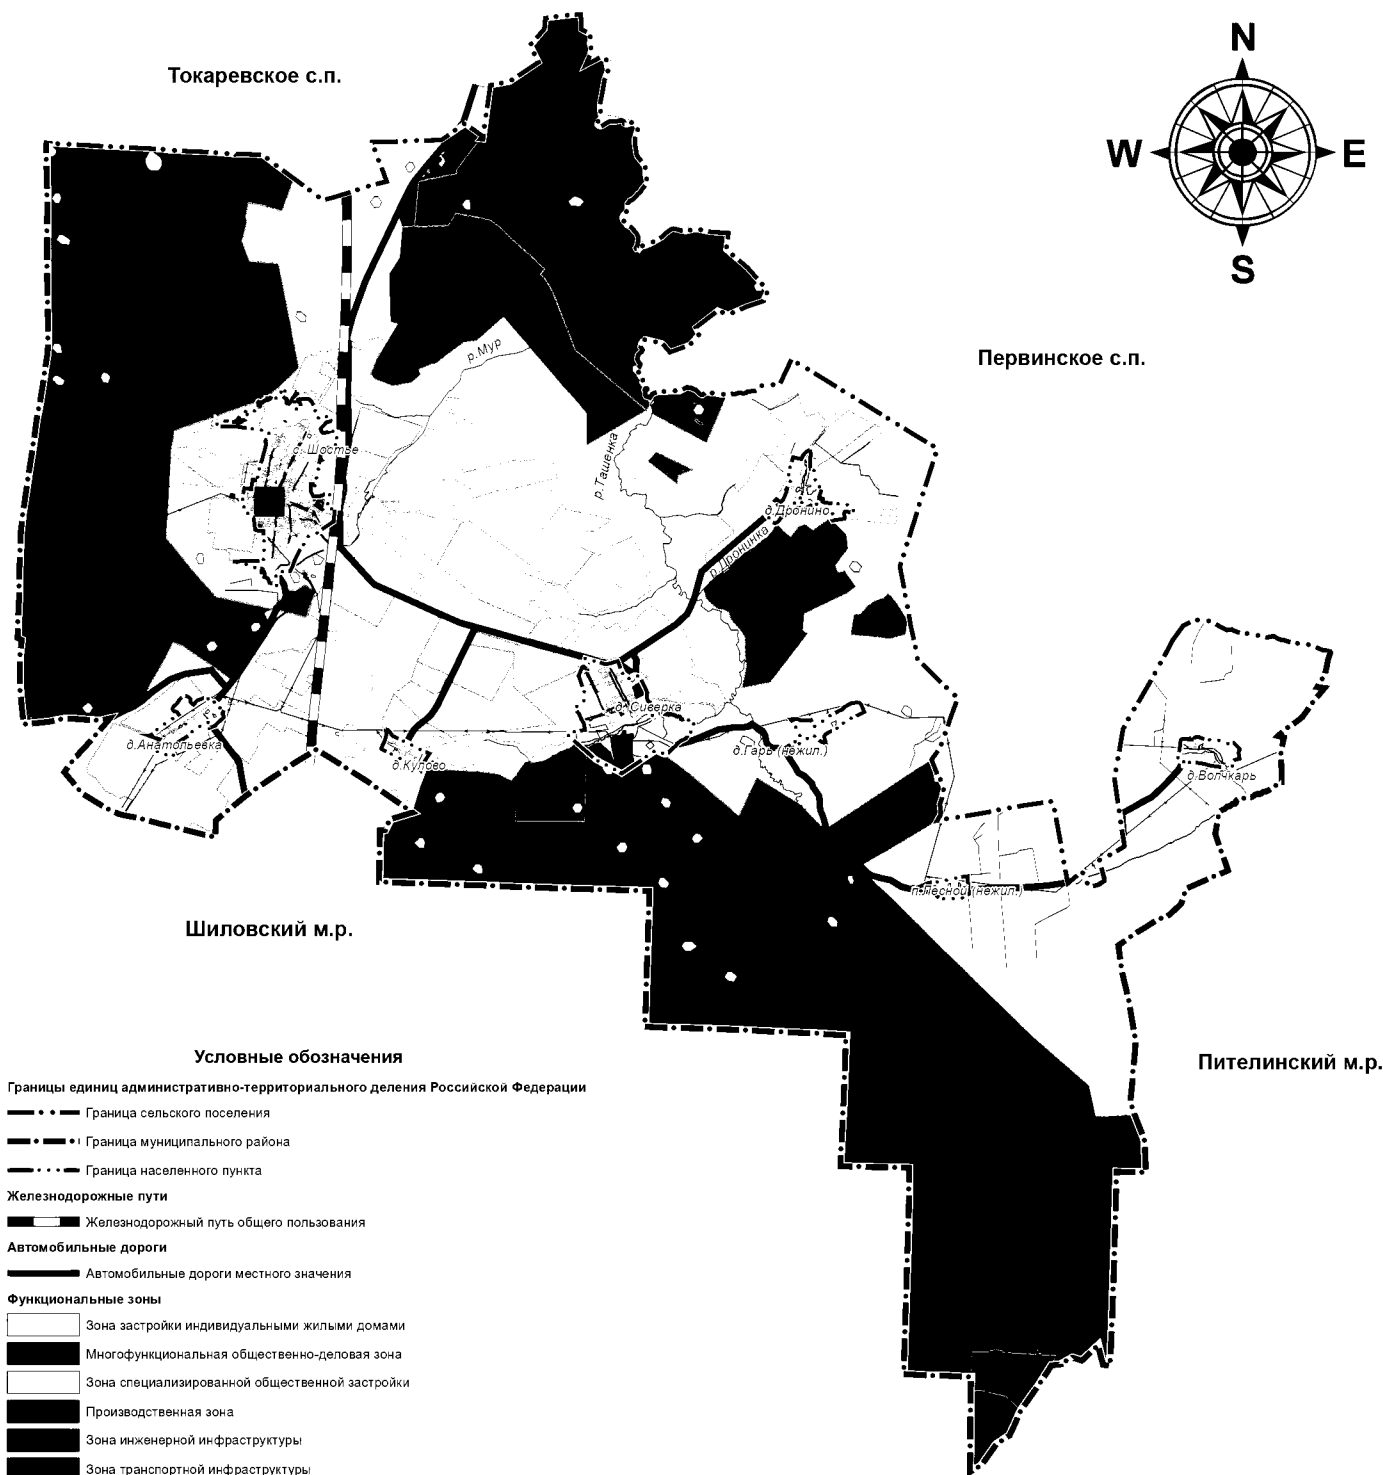 Токаревское с.п.
N
W
E
S
Первинское с.п.
р.Мур
с. Шостье
р.Ташенка
д.Дронино
р.Дронинка
д. Сиверка
д.Анатольевка
д.Кулово
д.Гарь (нежил.)
д.Волчкарь
п.Лесной (нежил.)
Шиловский м.р.
Пителинский м.р.
Условные обозначения
Границы единиц административно-территориального деления Российской Федерации
Граница сельского поселения
Граница муниципального района
Граница населенного пункта
Железнодорожные пути
Железнодорожный путь общего пользования
Автомобильные дороги
Автомобильные дороги местного значения
Функциональные зоны
Зона застройки индивидуальными жилыми домами
Многофункциональная общественно-деловая зона
Зона специализированной общественной застройки
Производственная зона
Зона инженерной инфраструктуры
Зона транспортной инфраструктуры